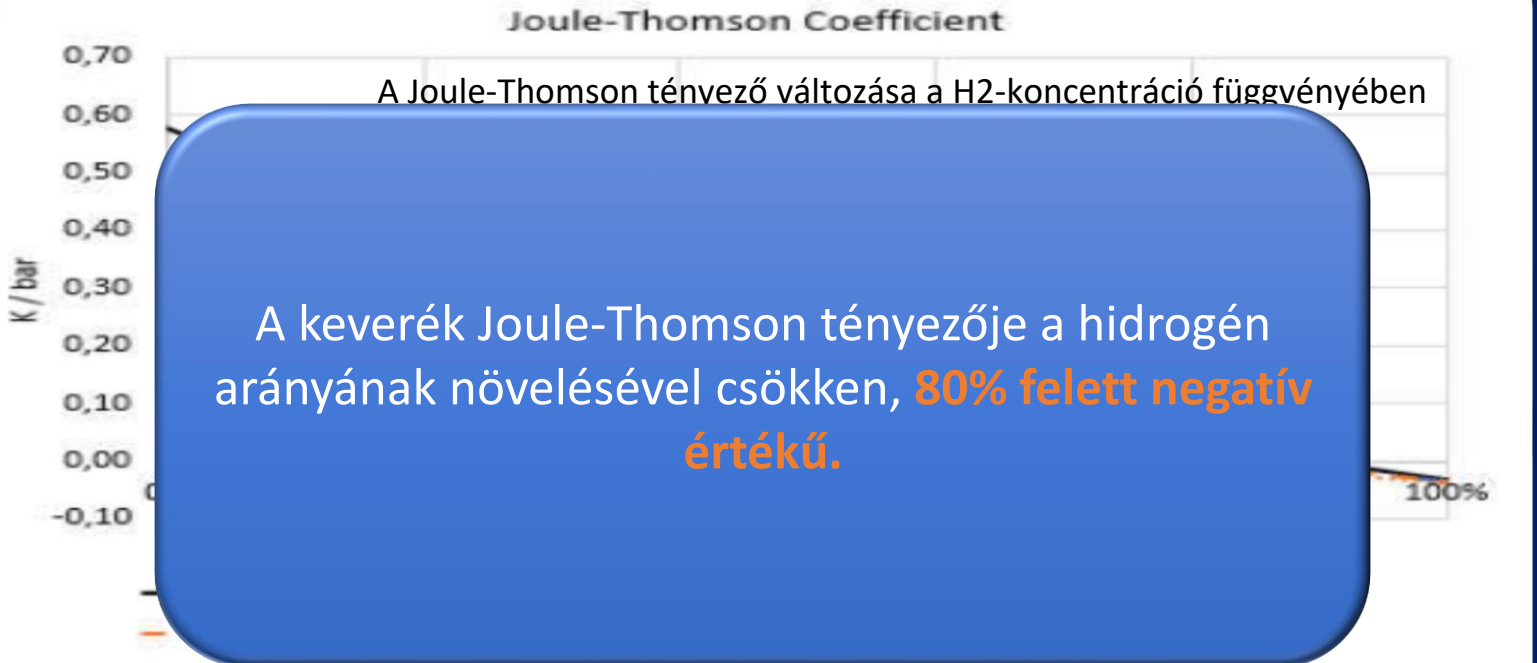 Joule-Thomson Coefficient
A Joule-Thomson tényező változása a H2-koncentráció függvényében
0,70
0,60
0,50
0,40
0,30
0,20
0,10
0,00
-0,10
K/bar
100%
A keverék Joule-Thomson tényezője a hidrogén
arányának növelésével csökken, 80% felett negatív
értékű.